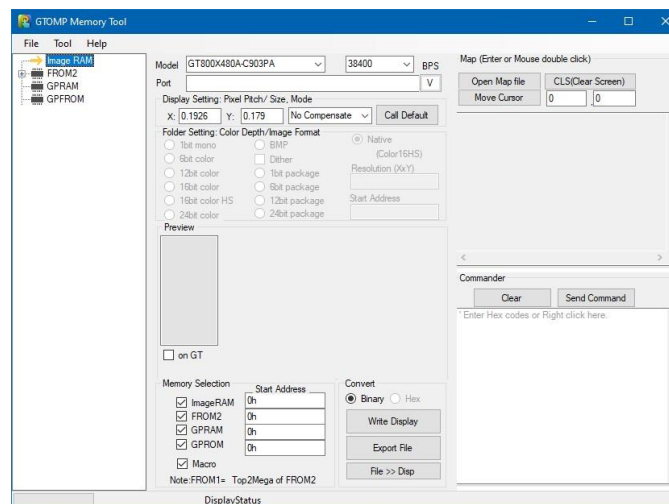 GTOMP Memory Tool
File Tool Help
Image RAM
FROM2
GPRAM
GPFROM
Model GT800X480A-C903PA 38400 BPS
Port V
Display Setting: Pixel Pitch/ Size, Mode
X: 0.1926 Y: 0.179 No Compensate Call Default
Folder Setting: Color Depth/Image Format
1bit mono BMP Native
6bit color Dither (Color16HS)
12bit color 1bit package Resolution (XxY)
16bit color 6bit package
16bit color HS 12bit package Start Address
24bit color 24bit package
Preview
on GT
Memory Selection Start Address
ImageRAM 0h
FROM2 0h
GPRAM 0h
GPROM 0h
Macro
Note:FROM1= Top2Mega of FROM2
Convert
Binary Hex
Write Display
Export File
File >> Disp
Map (Enter or Mouse double click)
Open Map file CLS(Clear Screen)
Move Cursor 0 ,0
Commander
Clear Send Command
' Enter Hex codes or Right click here.
DisplayStatus